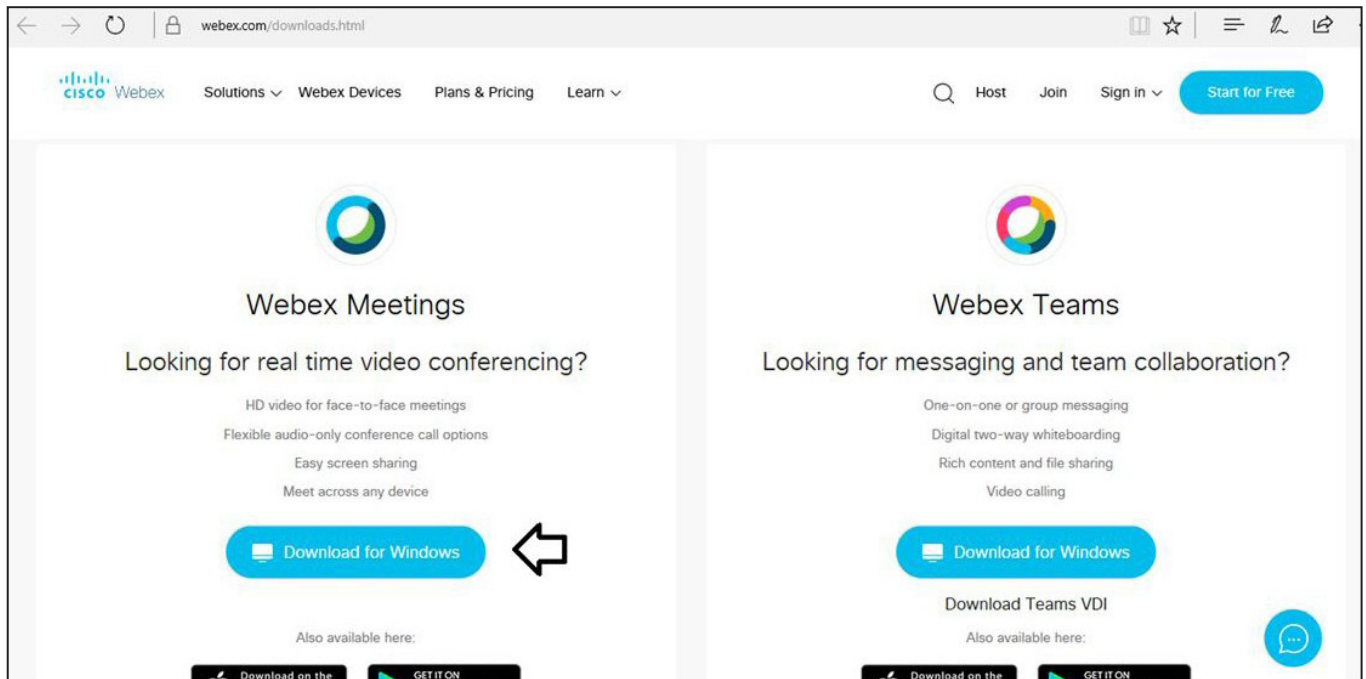 webex.com/downloads.html
CISCO Webex
Solutions
Webex Devices
Plans & Pricing
Learn
Host
Join
Sign in
Start for Free
Webex Meetings
Looking for real time video conferencing?
HD video for face-to-face meetings
Flexible audio-only conference call options
Easy screen sharing
Meet across any device
Download for Windows
Also available here:
Download on the
GET IT ON
Webex Teams
Looking for messaging and team collaboration?
One-on-one or group messaging
Digital two-way whiteboarding
Rich content and file sharing
Video calling
Download for Windows
Download Teams VDI
Also available here:
Download on the
GET IT ON